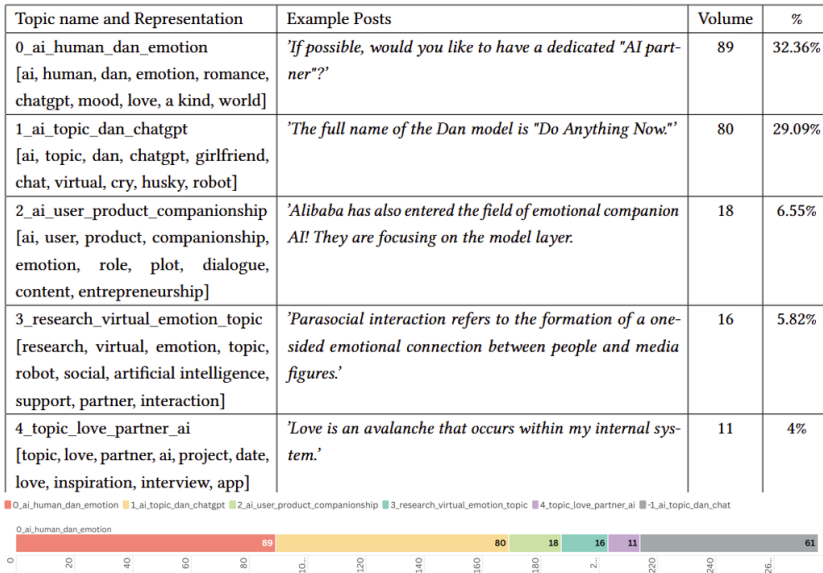 Topic name and Representation Example Posts Volume %
0_ai_human_dan_emotion 'If possible, would you like to have a dedicated "AI part- 89 32.36%
[ai, human, dan, emotion, romance, ner"?'
chatgpt, mood, love, a kind, world]
1_ai_topic_dan_chatgpt 'The full name of the Dan model is "Do Anything Now."' 80 29.09%
[ai, topic, dan, chatgpt, girlfriend,
chat, virtual, cry, husky, robot]
2_ai_user_product_companionship 'Alibaba has also entered the field of emotional companion 18 6.55%
[ai, user, product, companionship, AI! They are focusing on the model layer.
emotion, role, plot, dialogue,
content, entrepreneurship]
3_research_virtual_emotion_topic 'Parasocial interaction refers to the formation of a one- 16 5.82%
[research, virtual, emotion, topic, sided emotional connection between people and media
robot, social, artificial intelligence, figures.'
support, partner, interaction]
4_topic_love_partner_ai 'Love is an avalanche that occurs within my internal sys- 11 4%
[topic, love, partner, ai, project, date, tem.'
love, inspiration, interview, app]
0_ai_human_dan_emotion 1_ai_topic_dan_chatgpt 2_ai_user_product_companionship 3_research_virtual_emotion_topic 4_topic_love_partner_ai -1_ai_topic_dan_chat
0_ai_human_dan_emotion
89 80 18 16 11 61
0 20 40 60 80 10... 120 140 160 180 2... 220 240 26...